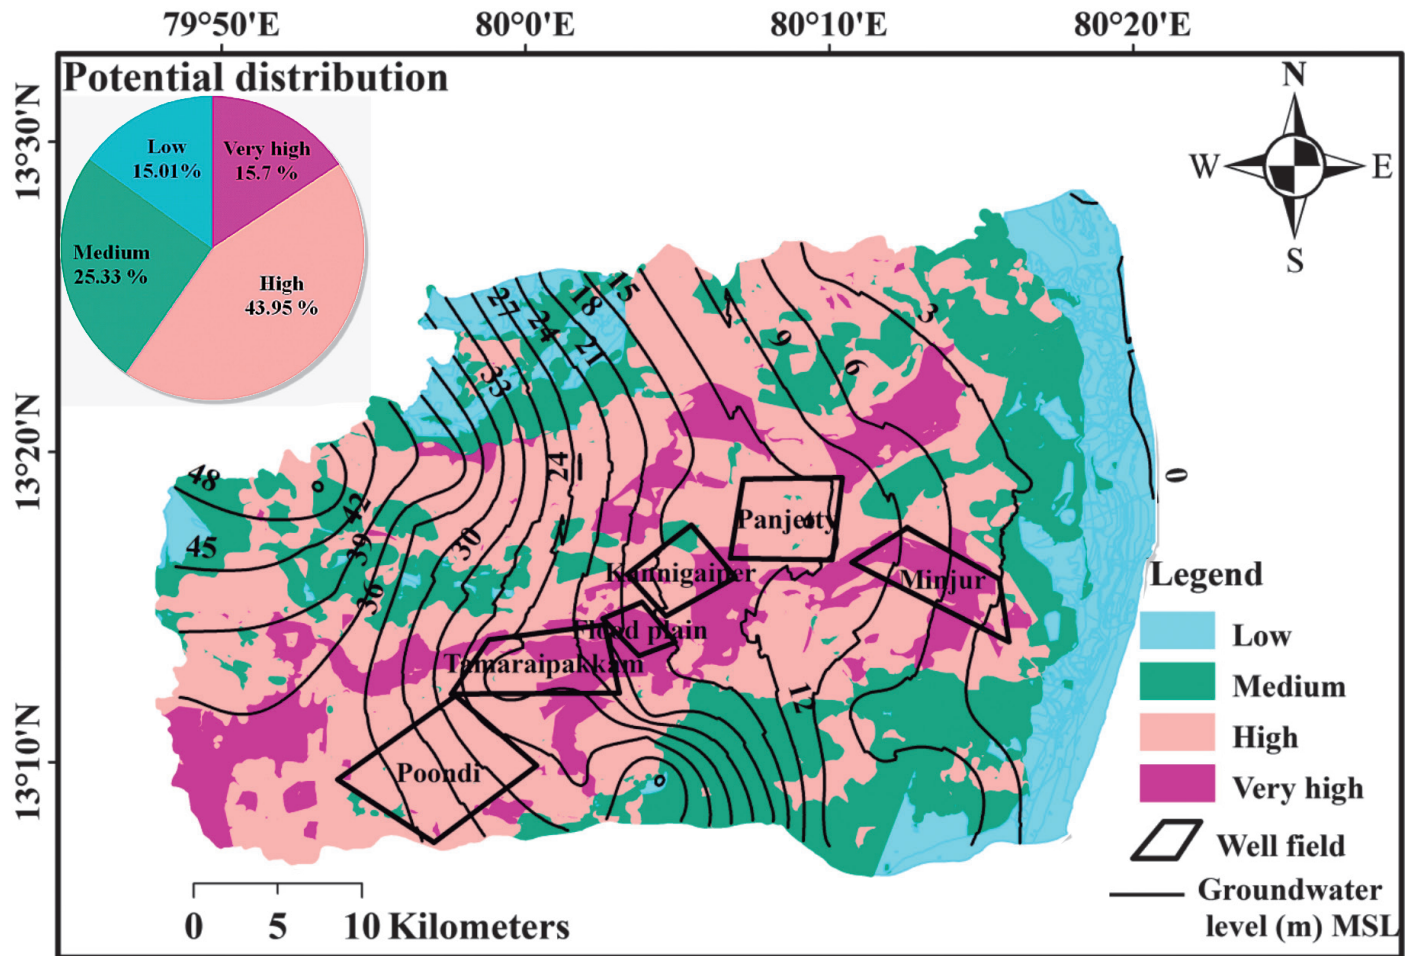 79°50'E 80°0'E 80°10'E 80°20'E
Potential distribution
N
W E
S
13°30'N
13°20'N
13°10'N
Low
15.01%
Very high
15.7 %
Medium
25.33 %
High
43.95 %
27
24
18
15
21
33
9
6
3
0
48
45
42
39
36
30
24
12
Panjetty
Kannigaiper
Minjur
Flood plain
Tamaraipakkam
Poondi
Legend
Low
Medium
High
Very high
Well field
Groundwater
level (m) MSL
0 5 10 Kilometers